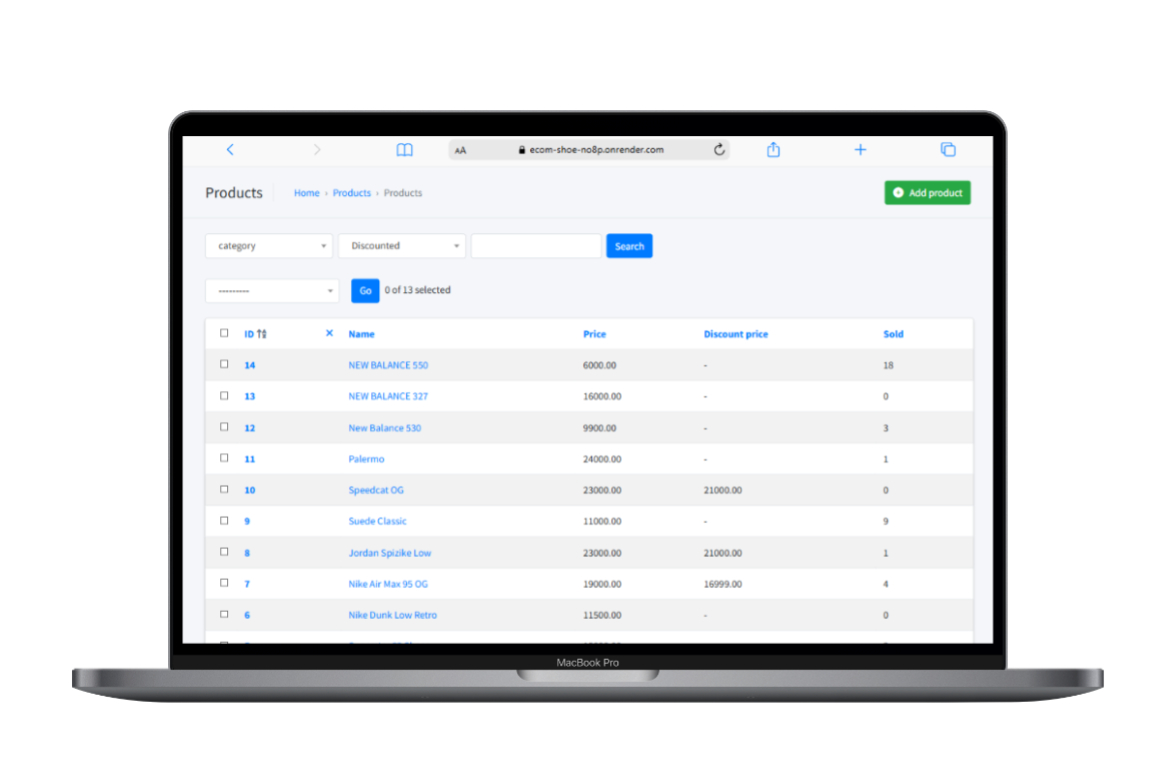 AA ecom-shoe-no8p.onrender.com
Products Home › Products › Products Add product
category Discounted Search
--------- Go 0 of 13 selected
ID Name Price Discount price Sold
14 NEW BALANCE 550 6000.00 - 18
13 NEW BALANCE 327 16000.00 - 0
12 New Balance 530 9900.00 - 3
11 Palermo 24000.00 - 1
10 Speedcat OG 23000.00 21000.00 0
9 Suede Classic 11000.00 - 9
8 Jordan Spizike Low 23000.00 21000.00 1
7 Nike Air Max 95 OG 19000.00 16999.00 4
6 Nike Dunk Low Retro 11500.00 - 0
MacBook Pro